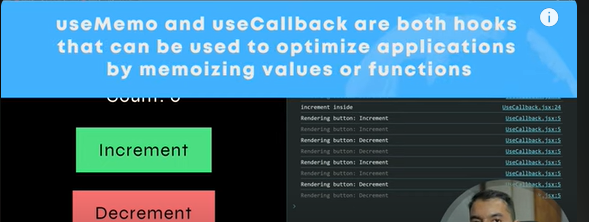 useMemo and useCallback are both hooks
that can be used to optimize applications
by memoizing values or functions
i
Count: 0
Increment
Decrement
increment inside UseCallback.jsx:24
Rendering button: Increment UseCallback.jsx:5
Rendering button: Increment UseCallback.jsx:5
Rendering button: Decrement UseCallback.jsx:5
Rendering button: Decrement UseCallback.jsx:5
Rendering button: Increment UseCallback.jsx:5
Rendering button: Increment UseCallback.jsx:5
Rendering button: Decrement UseCallback.jsx:5
Rendering button: Decrement .jsx:5